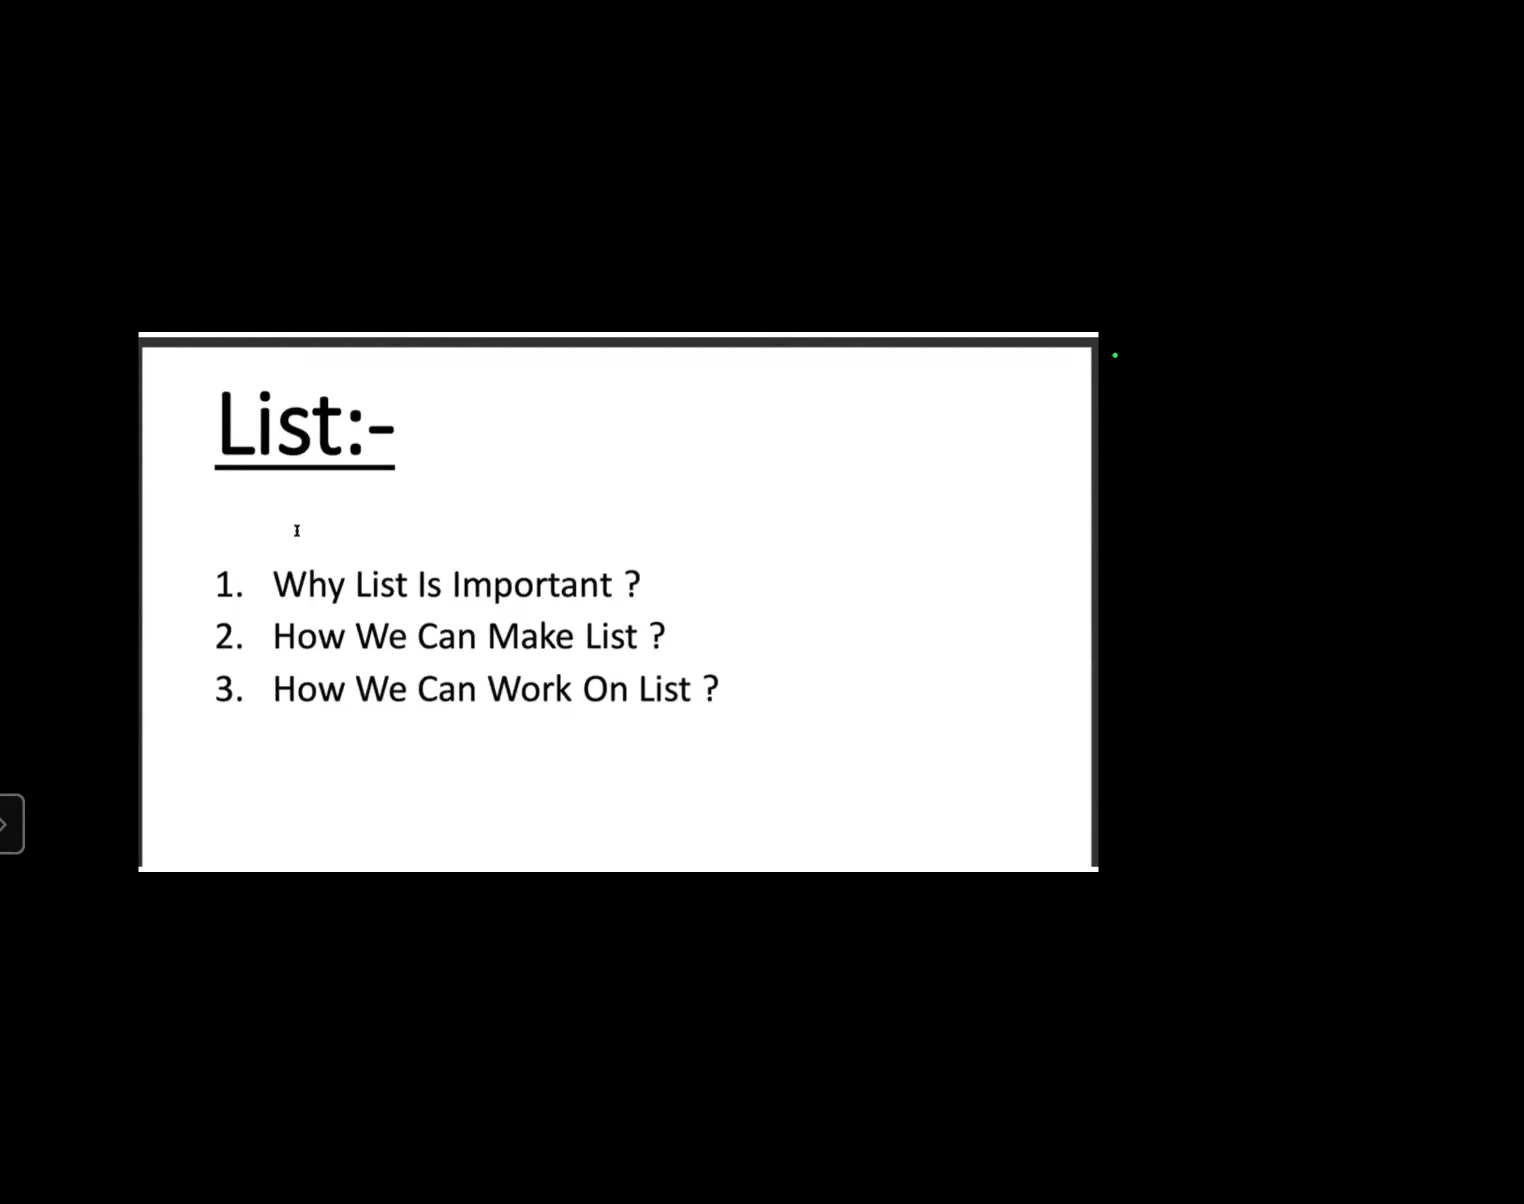 List:-
1. Why List Is Important ?
2. How We Can Make List ?
3. How We Can Work On List ?